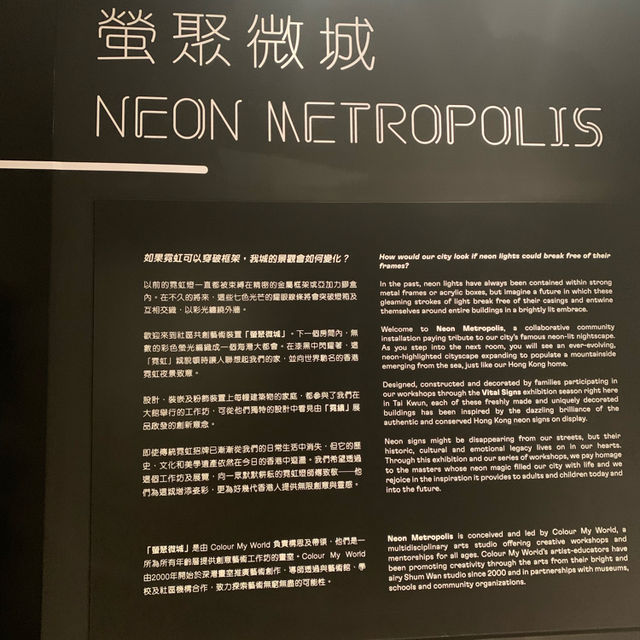 螢聚微城
NEON METROPOLIS
如果霓虹可以穿破框架，我城的景觀會如何變化？
以前的霓虹燈一直都被束縛在精密的金屬框架或亞加力膠盒
內。在不久的將來，這些七色光芒的耀眼線條將會突破燈箱及
互相交織，以彩光纏繞外牆。
歡迎來到社區共創藝術裝置「螢聚微城」。下一個房間內，無
數的彩色螢光編織成一個海灣大都會。在漆黑中閃耀著，這
「霓虹」城說頓時讓人聯想起我們的家，並向世界馳名的香港
霓虹夜景致意。
設計、裝嵌及粉飾裝置上每幢建築物的家庭，都參與了我們在
大館舉行的工作坊，可從他們獨特的設計中看見由「霓續」展
品啟發的創新意念。
即使傳統霓虹招牌已漸漸從我們的日常生活中消失，但它的歷
史、文化和美學遺產依然在今日的香港中迴盪。我們希望透過
這個工作坊及展覽，向一眾默默耕耘的霓虹燈師傅致敬──他
們為這城增添姿彩，更為好幾代香港人提供無限創意與靈感。
「螢聚微城」是由 Colour My World 負責構思及帶領，他們是一
所為所有年齡層提供創意藝術工作坊的畫室。Colour My World
由2000年開始於深灣畫室推廣藝術創作，導師透過與藝術館、學
校及社區機構合作，致力探索藝術無窮無盡的可能性。
How would our city look if neon lights could break free of their
frames?
In the past, neon lights have always been contained within strong
metal frames or acrylic boxes, but imagine a future in which these
gleaming strokes of light break free of their casings and entwine
themselves around entire buildings in a brightly lit embrace.
Welcome to Neon Metropolis, a collaborative community
installation paying tribute to our city's famous neon-lit nightscape.
As you step into the next room, you will see an ever-evolving,
neon-highlighted cityscape expanding to populate a mountainside
emerging from the sea, just like our Hong Kong home.
Designed, constructed and decorated by families participating in
our workshops through the Vital Signs exhibition season right here
in Tai Kwun, each of these freshly made and uniquely decorated
buildings has been inspired by the dazzling brilliance of the
authentic and conserved Hong Kong neon signs on display.
Neon signs might be disappearing from our streets, but their
historic, cultural and emotional legacy lives on in our hearts.
Through this exhibition and our series of workshops, we pay homage
to the masters whose neon magic filled our city with life and we
rejoice in the inspiration it provides to adults and children today and
into the future.
Neon Metropolis is conceived and led by Colour My World, a
multidisciplinary arts studio offering creative workshops and
mentorships for all ages. Colour My World's artist-educators have
been promoting creativity through the arts from their bright and
airy Shum Wan studio since 2000 and in partnerships with museums,
schools and community organizations.